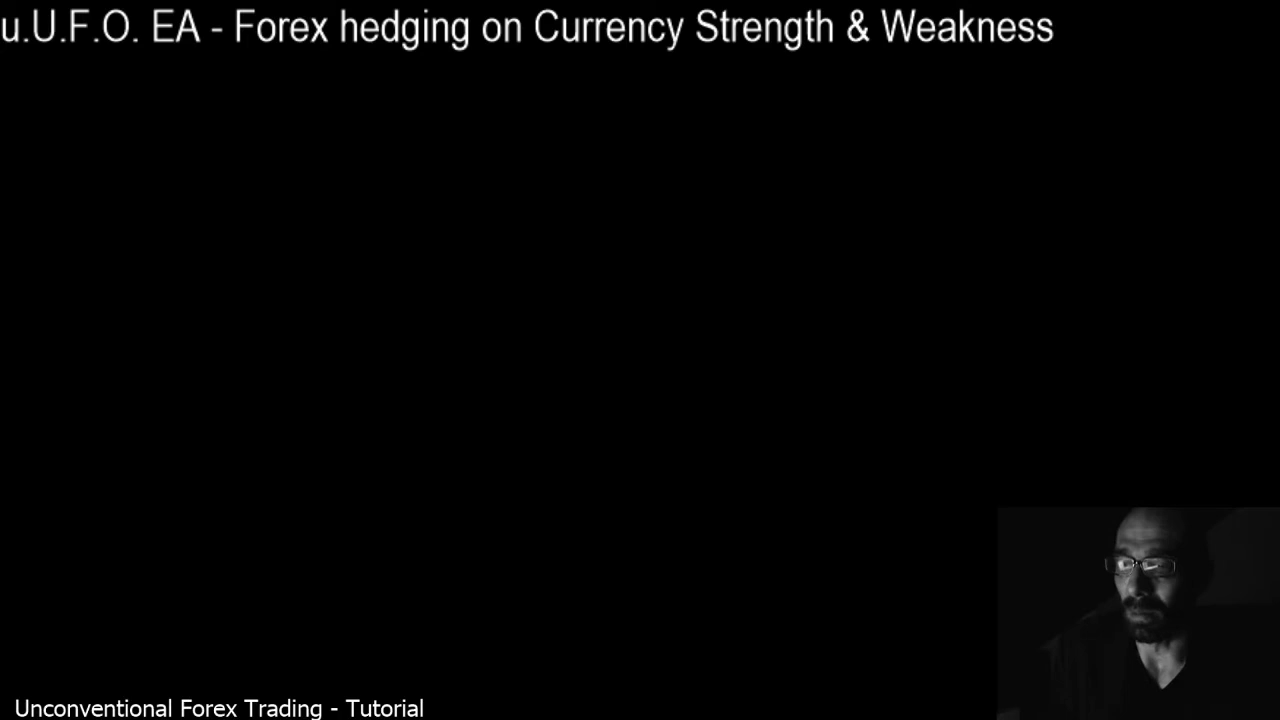 u.U.F.O. EA - Forex hedging on Currency Strength & Weakness
Unconventional Forex Trading - Tutorial